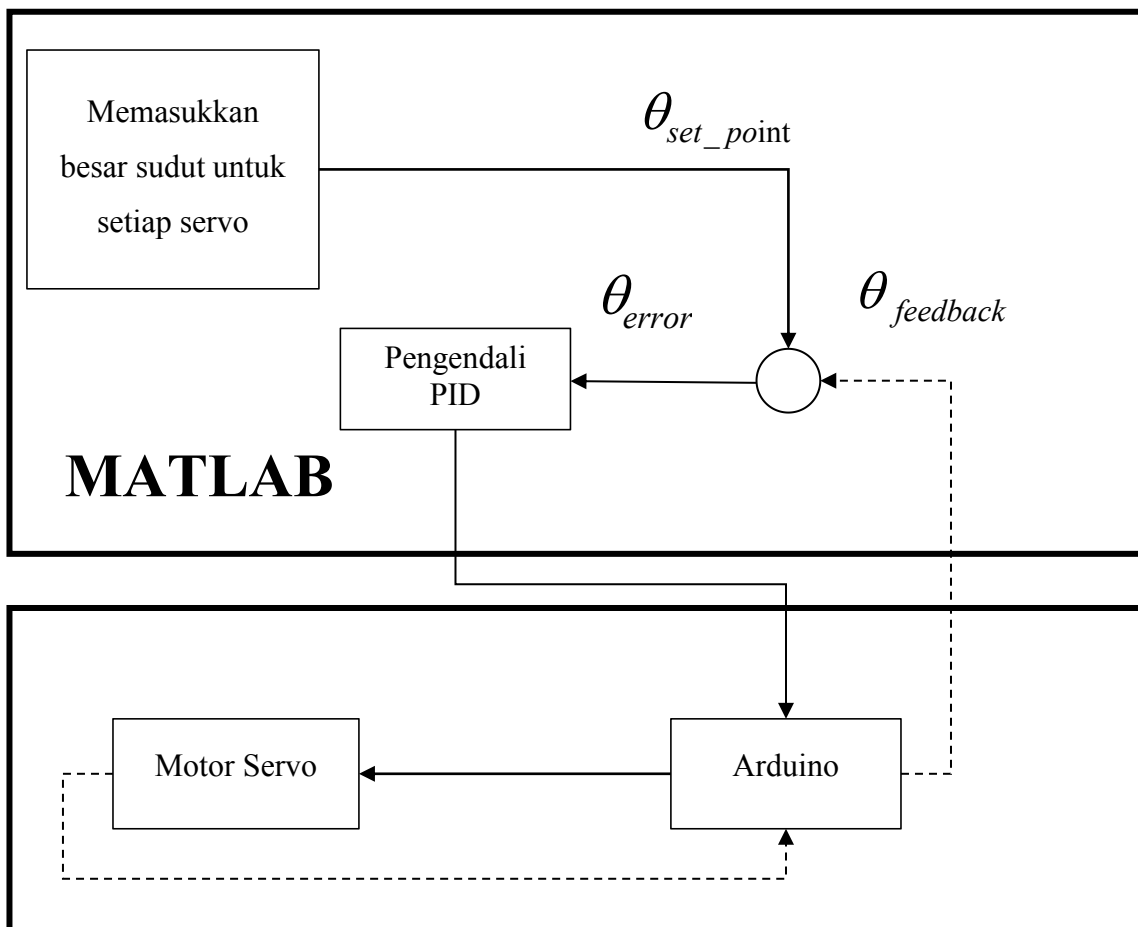 Memasukkan
besar sudut untuk
setiap servo
θset_point
θerror
θfeedback
Pengendali
PID
MATLAB
Motor Servo
Arduino